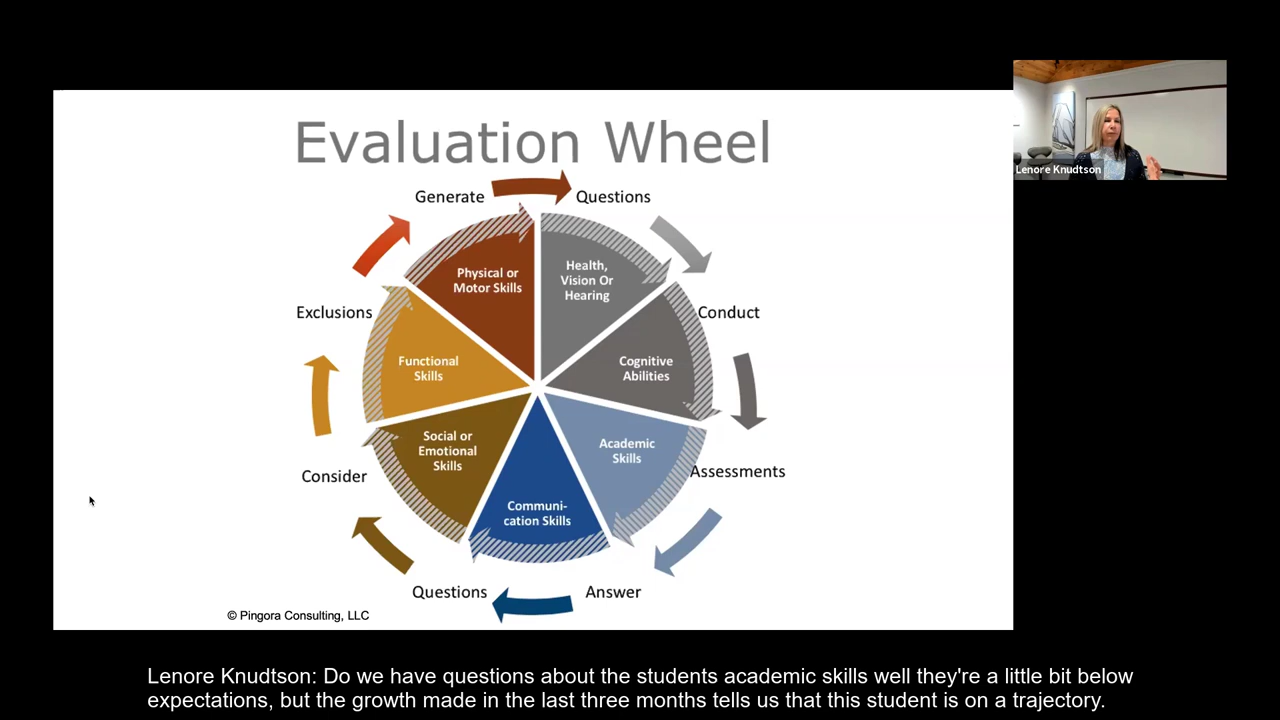 Evaluation Wheel
Generate
Questions
Physical or
Motor Skills
Health,
Vision Or
Hearing
Exclusions
Conduct
Functional
Skills
Cognitive
Abilities
Social or
Emotional
Skills
Academic
Skills
Consider
Assessments
Communi-
cation Skills
Questions
Answer
© Pingora Consulting, LLC
Lenore Knudtson
Lenore Knudtson: Do we have questions about the students academic skills well they're a little bit below
expectations, but the growth made in the last three months tells us that this student is on a trajectory.